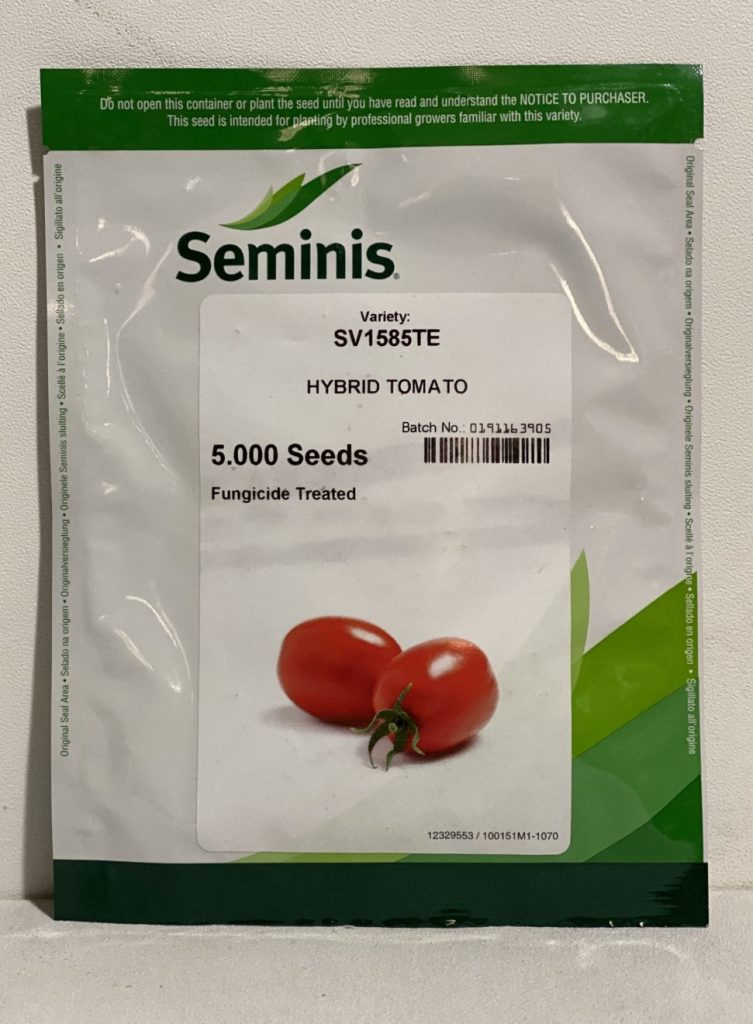 Do not open this container or plant the seed until you have read and understand the NOTICE TO PURCHASER.
This seed is intended for planting by professional growers familiar with this variety.
Seminis®
Variety:
SV1585TE
HYBRID TOMATO
Batch No.: 0191163905
5.000 Seeds
Fungicide Treated
12329553 / 100151M1-1070
Original Seal Area • Selado na origem • Originalversieglung • Originele Seminis sluiting • Scellé à l'origine • Sellado en origen • Sigillato all'origine
Original Seal Area • Selado na origem • Originalversieglung • Originele Seminis sluiting • Scellé à l'origine • Sellado en origen • Sigillato all'origine